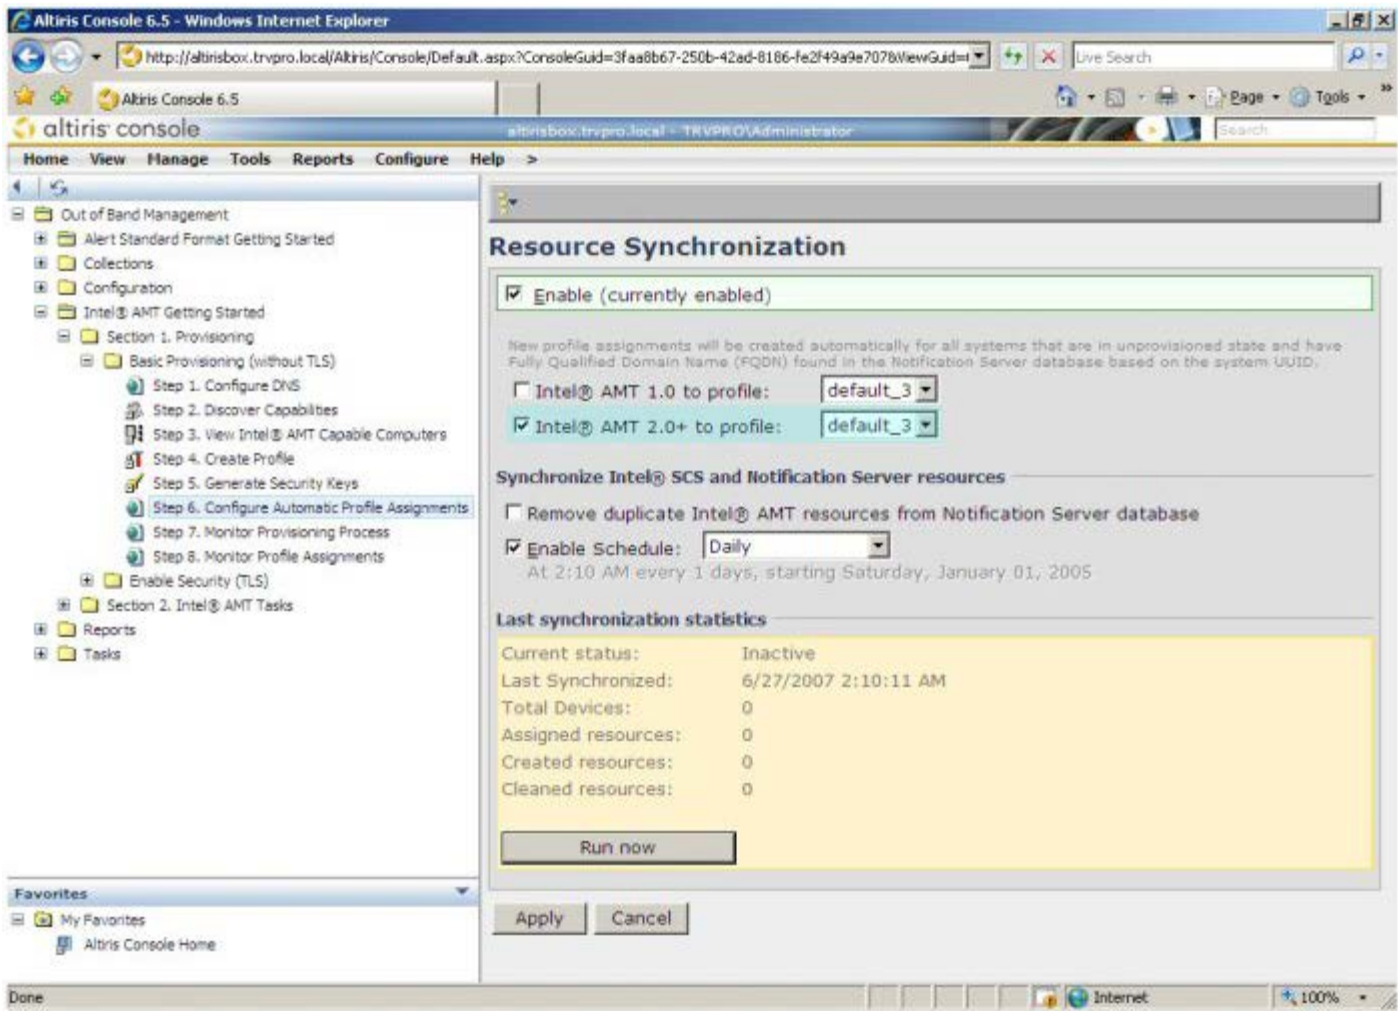 Altiris Console 6.5 - Windows Internet Explorer
http://altirisbox.trvpro.local/Altiris/Console/Default.aspx?ConsoleGuid=3faa8b67-250b-42ad-8186-fe2f49a9e707&ViewGuid=
Live Search
Altiris Console 6.5
Page
Tools
»
altiris console
altirisbox.trvpro.local - TRVPRO\Administrator
Search
Home View Manage Tools Reports Configure Help >
Out of Band Management
Alert Standard Format Getting Started
Collections
Configuration
Intel® AMT Getting Started
Section 1. Provisioning
Basic Provisioning (without TLS)
Step 1. Configure DNS
Step 2. Discover Capabilities
Step 3. View Intel® AMT Capable Computers
Step 4. Create Profile
Step 5. Generate Security Keys
Step 6. Configure Automatic Profile Assignments
Step 7. Monitor Provisioning Process
Step 8. Monitor Profile Assignments
Enable Security (TLS)
Section 2. Intel® AMT Tasks
Reports
Tasks
Favorites
My Favorites
Altiris Console Home
Resource Synchronization
Enable (currently enabled)
New profile assignments will be created automatically for all systems that are in unprovisioned state and have
Fully Qualified Domain Name (FQDN) found in the Notification Server database based on the system UUID.
Intel® AMT 1.0 to profile: default_3
Intel® AMT 2.0+ to profile: default_3
Synchronize Intel® SCS and Notification Server resources
Remove duplicate Intel® AMT resources from Notification Server database
Enable Schedule: Daily
At 2:10 AM every 1 days, starting Saturday, January 01, 2005
Last synchronization statistics
Current status: Inactive
Last Synchronized: 6/27/2007 2:10:11 AM
Total Devices: 0
Assigned resources: 0
Created resources: 0
Cleaned resources: 0
Run now
Apply Cancel
Done
Internet
100%